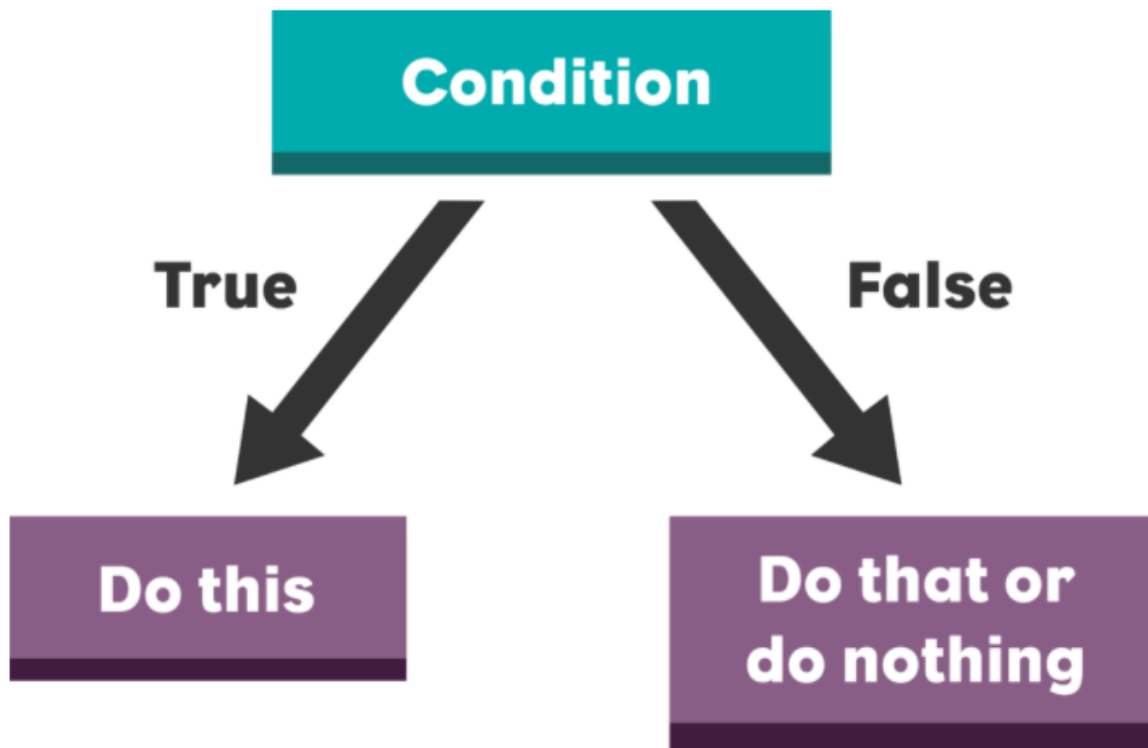 Condition
True
False
Do this
Do that or
do nothing